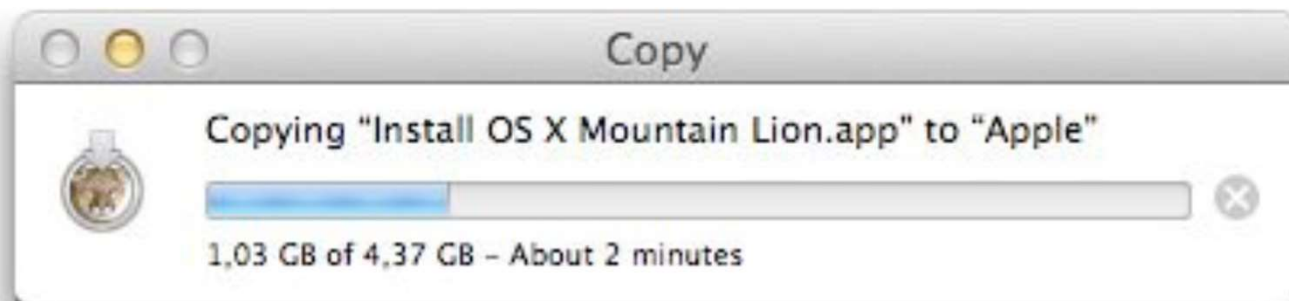 Copy
Copying “Install OS X Mountain Lion.app” to “Apple”
1,03 GB of 4,37 GB – About 2 minutes